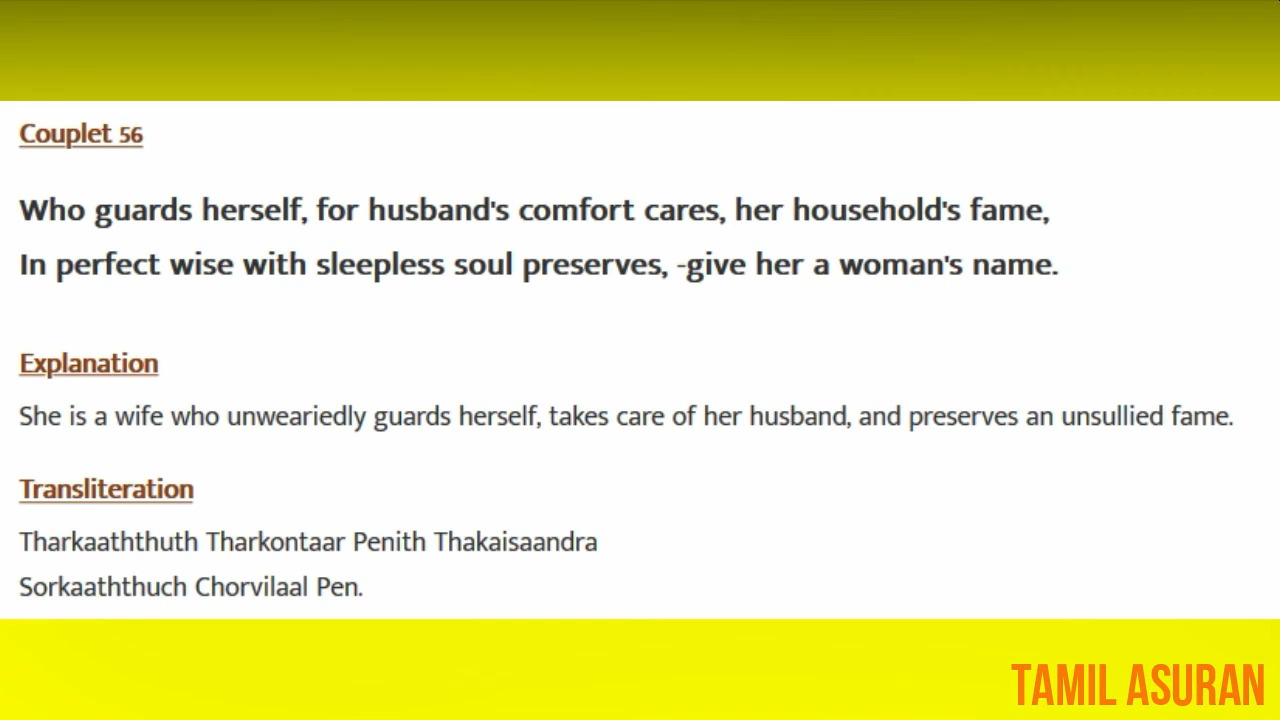 Couplet 56
Who guards herself, for husband's comfort cares, her household's fame,
In perfect wise with sleepless soul preserves, -give her a woman's name.
Explanation
She is a wife who unweariedly guards herself, takes care of her husband, and preserves an unsullied fame.
Transliteration
Tharkaaththuth Tharkontaar Penith Thakaisaandra
Sorkaaththuch Chorvilaal Pen.
TAMIL ASURAN